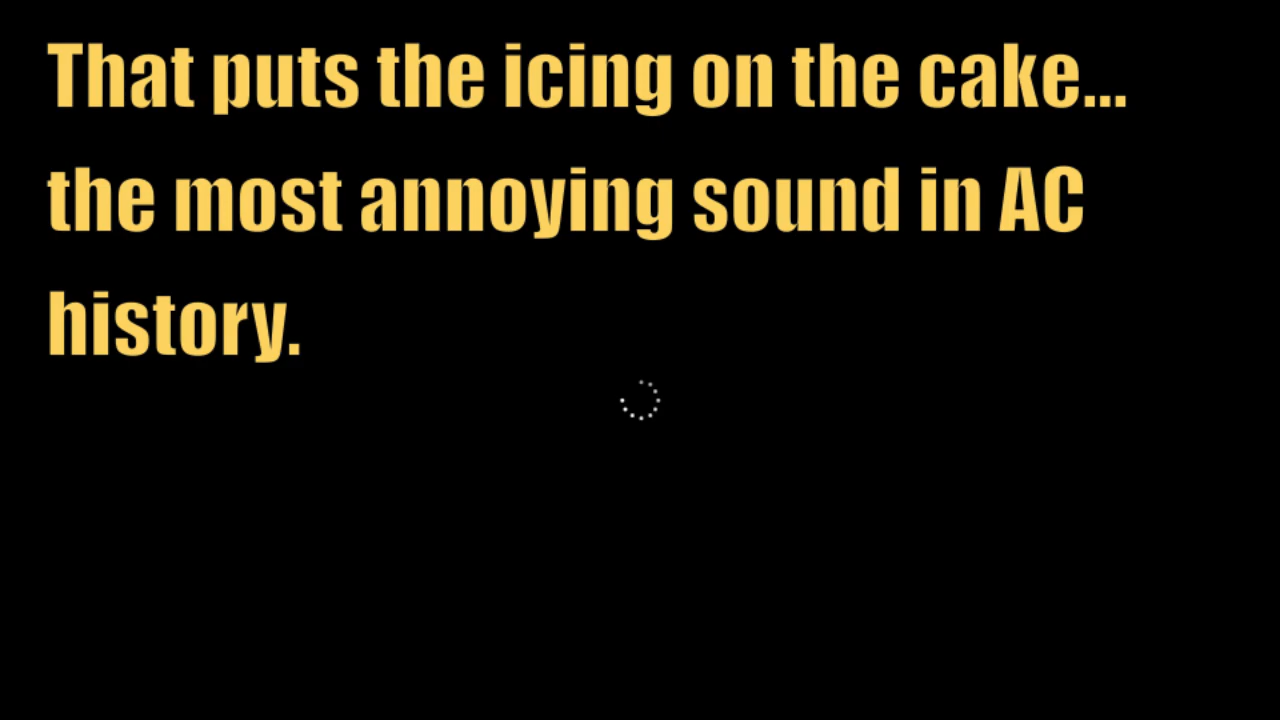 That puts the icing on the cake...
the most annoying sound in AC
history.